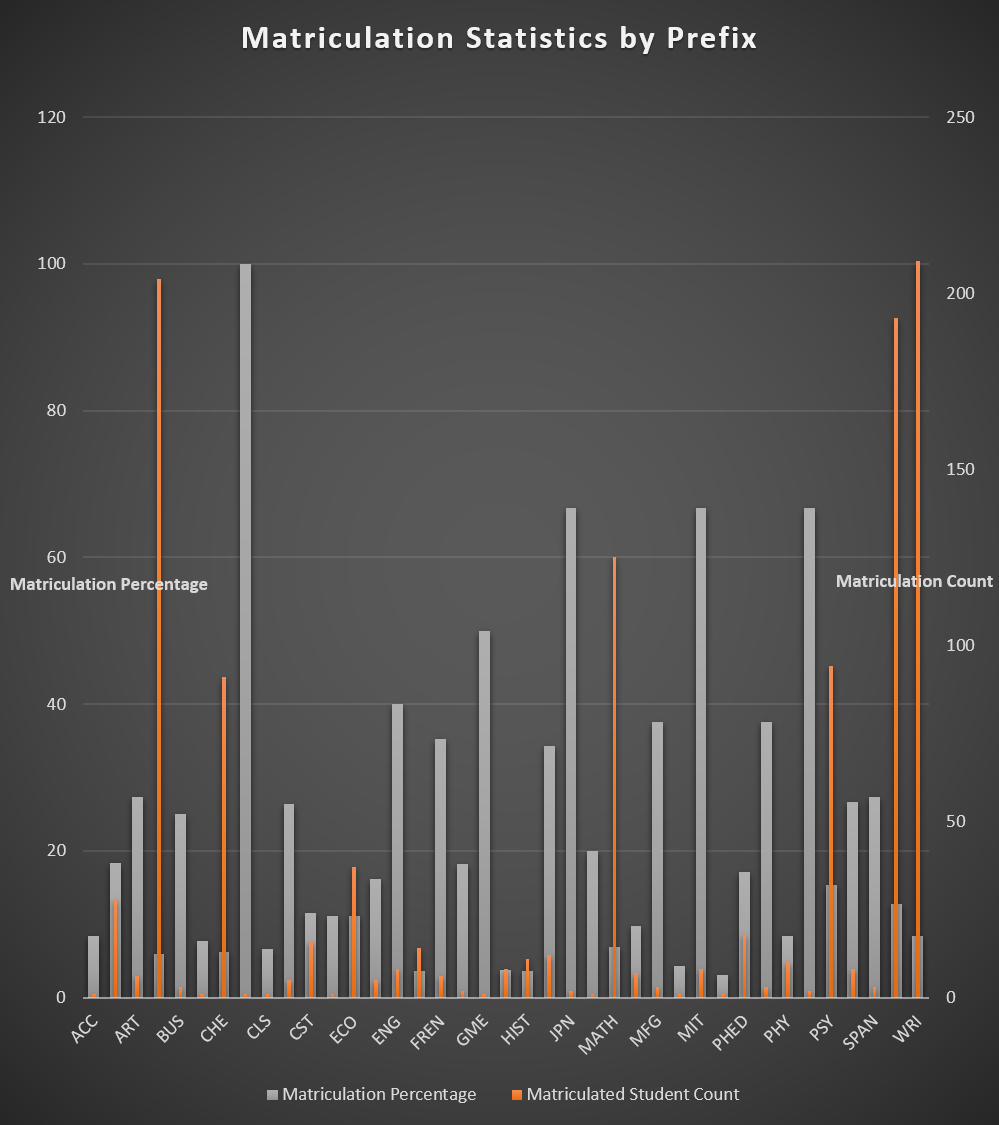 Matriculation Statistics by Prefix
120
100
80
60
40
20
0
250
200
150
100
50
0
Matriculation Percentage
Matriculation Count
ACC
ART
BUS
CHE
CLS
CST
ECO
ENG
FREN
GME
HIST
JPN
MATH
MFG
MIT
PHED
PHY
PSY
SPAN
WRI
Matriculation Percentage
Matriculated Student Count